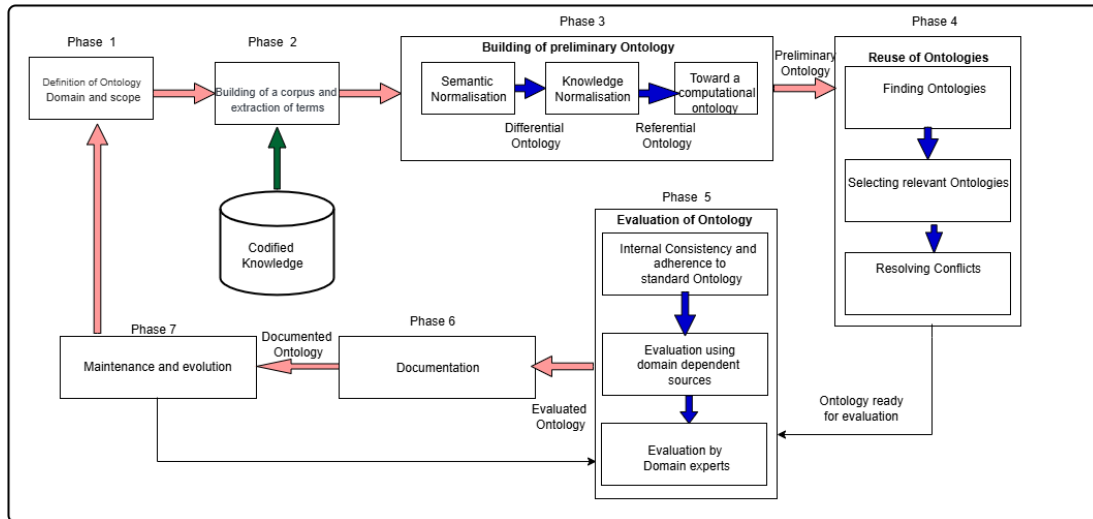 Phase 1
Definition of Ontology
Domain and scope
Phase 2
Building of a corpus and
extraction of terms
Codified
Knowledge
Phase 3
Building of preliminary Ontology
Semantic
Normalisation
Knowledge
Normalisation
Toward a
computational
ontology
Differential
Ontology
Referential
Ontology
Preliminary
Ontology
Phase 4
Reuse of Ontologies
Finding Ontologies
Selecting relevant Ontologies
Resolving Conflicts
Ontology ready
for evaluation
Phase 5
Evaluation of Ontology
Internal Consistency and
adherence to
standard Ontology
Evaluation using
domain dependent
sources
Evaluation by
Domain experts
Evaluated
Ontology
Phase 6
Documentation
Documented
Ontology
Phase 7
Maintenance and evolution